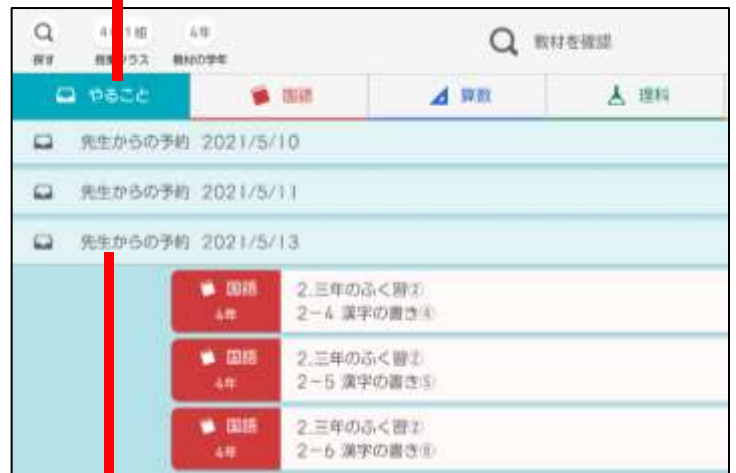 4年
教材を確認
探す 授業クラス 教材の学年
やること 国語 算数 理科
先生からの予約 2021/5/10
先生からの予約 2021/5/11
先生からの予約 2021/5/13
国語 4年
2.三年のふく習②
2-4 漢字の書き④
国語 4年
2.三年のふく習②
2-5 漢字の書き⑤
国語 4年
2.三年のふく習②
2-6 漢字の書き⑥